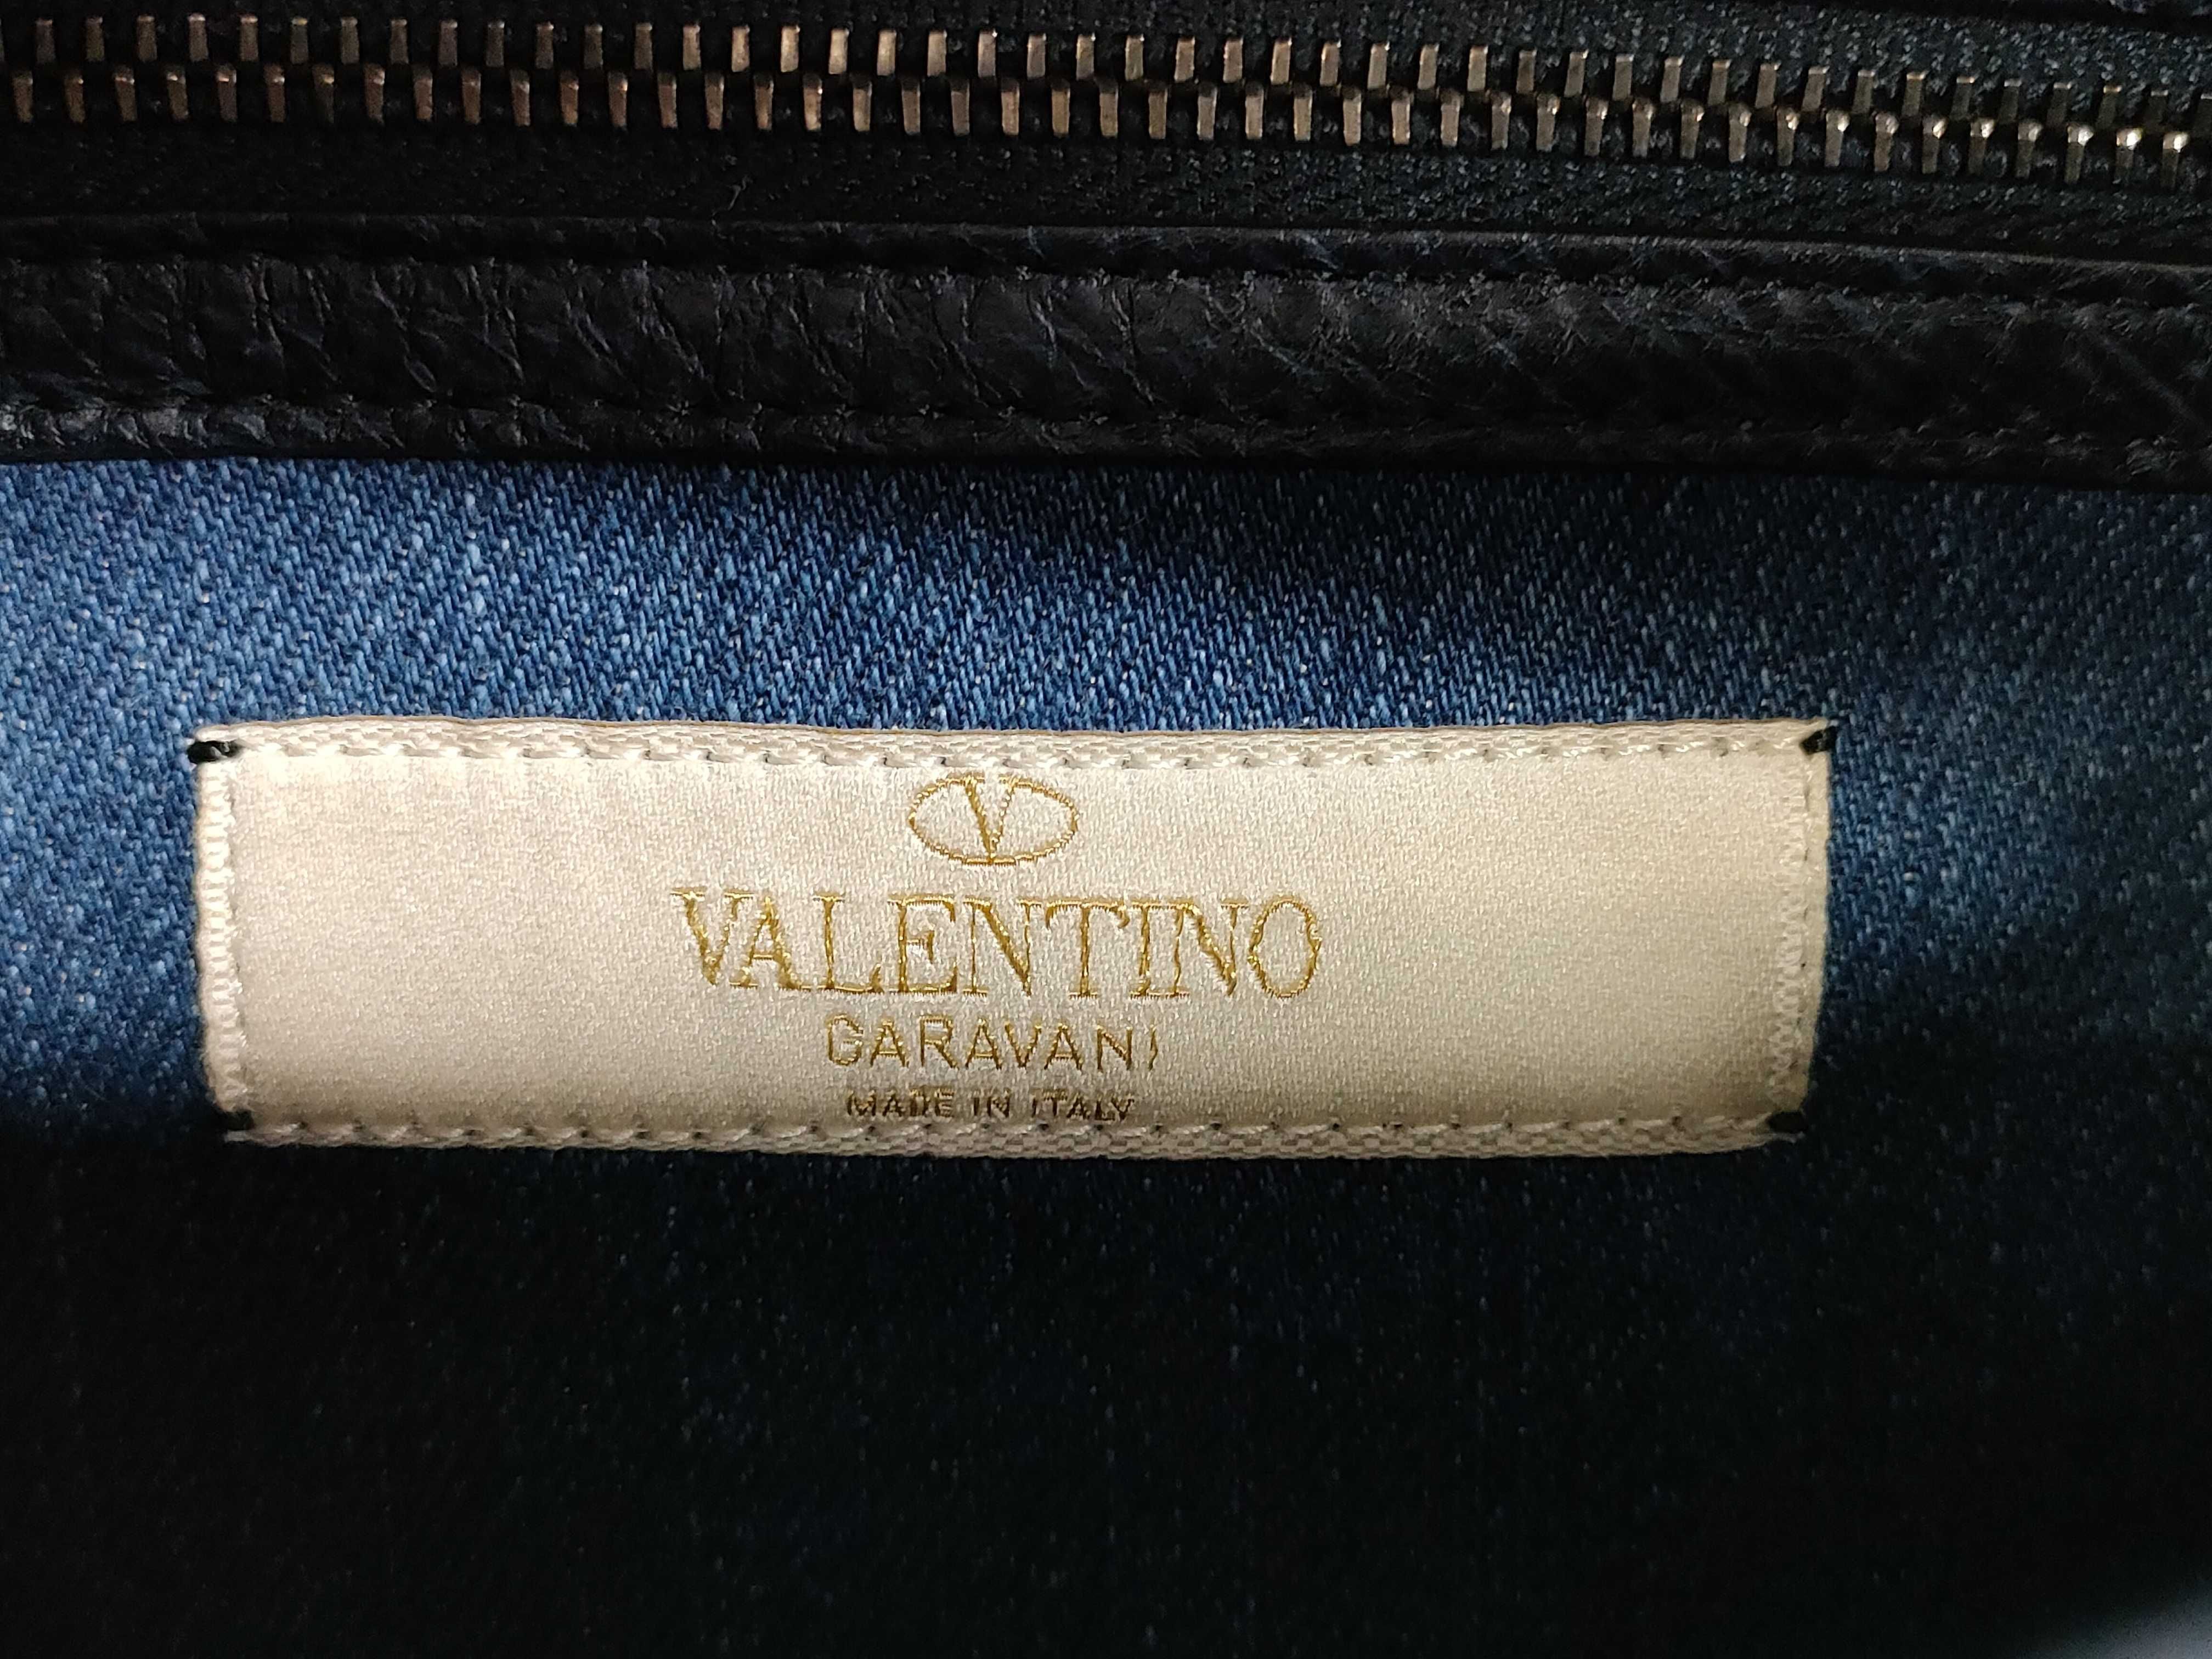 V
VALENTINO
GARAVANI
MADE IN ITALY